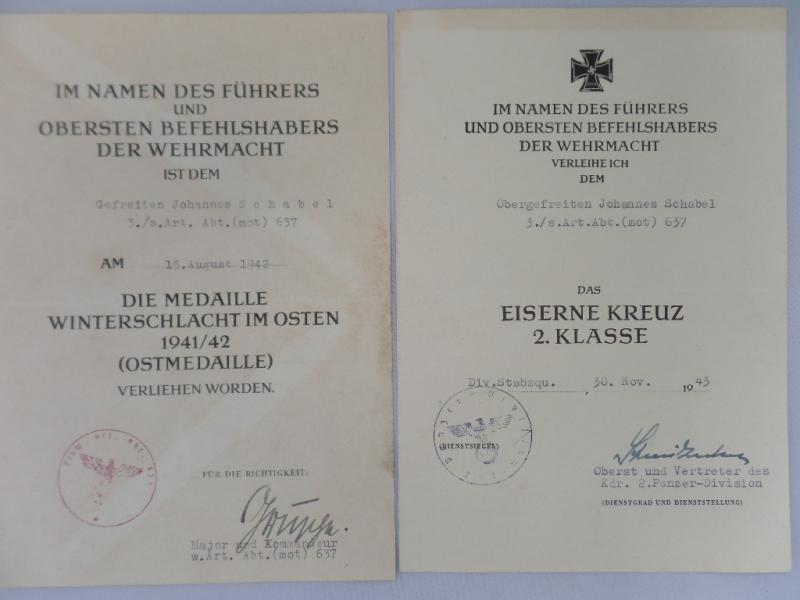 IM NAMEN DES FÜHRERS
UND
OBERSTEN BEFEHLSHABERS
DER WEHRMACHT
IST DEM
Gefreiten Johannes S c h a b e l
3./s.Art. Abt.(mot) 637
AM 15.August 1942
DIE MEDAILLE
WINTERSCHLACHT IM OSTEN
1941/42
(OSTMEDAILLE)
VERLIEHEN WORDEN.
FÜR DIE RICHTIGKEIT:
Major und Kommandeur
w.Art. Abt.(mot) 637
IM NAMEN DES FÜHRERS
UND OBERSTEN BEFEHLSHABERS
DER WEHRMACHT
VERLEIHE ICH
DEM
Obergefreiten Johannes Schabel
3./s.Art.Abt.(mot) 637
DAS
EISERNE KREUZ
2. KLASSE
Div.Stabsqu. , 30. Nov. 1943
(DIENSTSIEGEL)
Oberst und Vertreter des
Kdr. 2.Panzer-Division
(DIENSTGRAD UND DIENSTSTELLUNG)